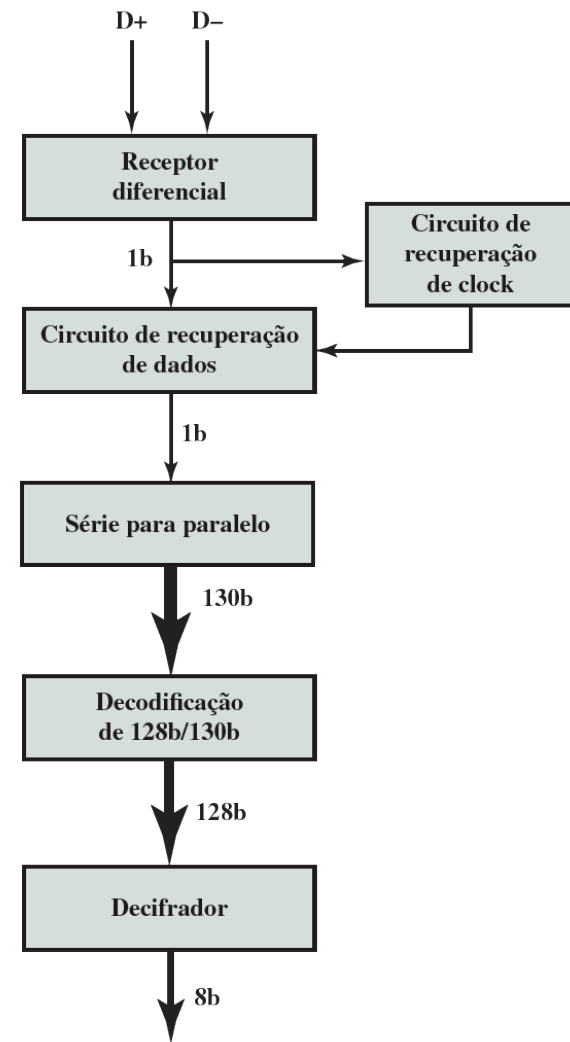 D+ D−
Receptor
diferencial
1b
Circuito de
recuperação
de clock
Circuito de recuperação
de dados
1b
Série para paralelo
130b
Decodificação
de 128b/130b
128b
Decifrador
8b